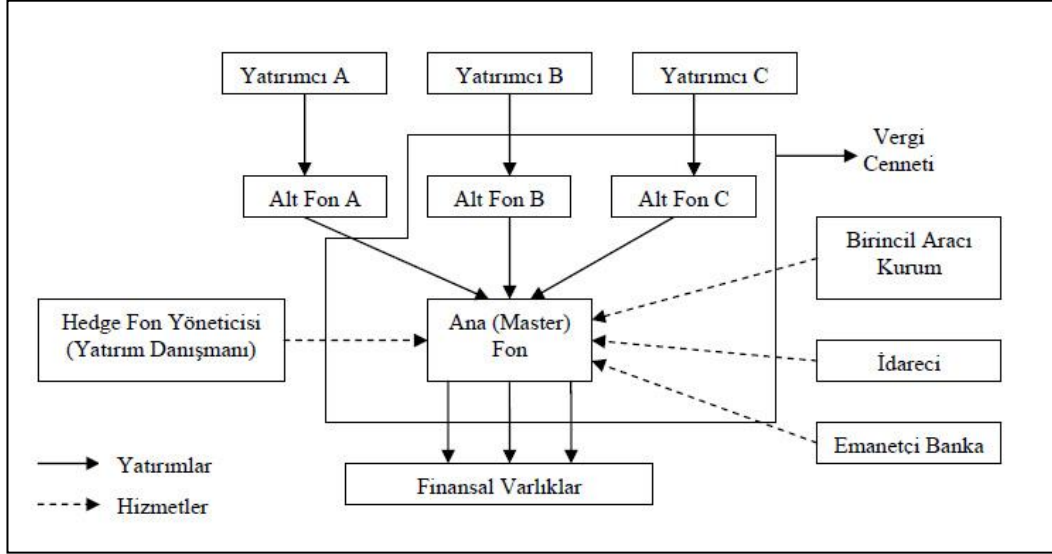 Yatırımcı A
Yatırımcı B
Yatırımcı C
Vergi
Cenneti
Alt Fon A
Alt Fon B
Alt Fon C
Birincil Aracı
Kurum
Hedge Fon Yöneticisi
(Yatırım Danışmanı)
Ana (Master)
Fon
İdareci
Emanetçi Banka
Yatırımlar
Finansal Varlıklar
Hizmetler